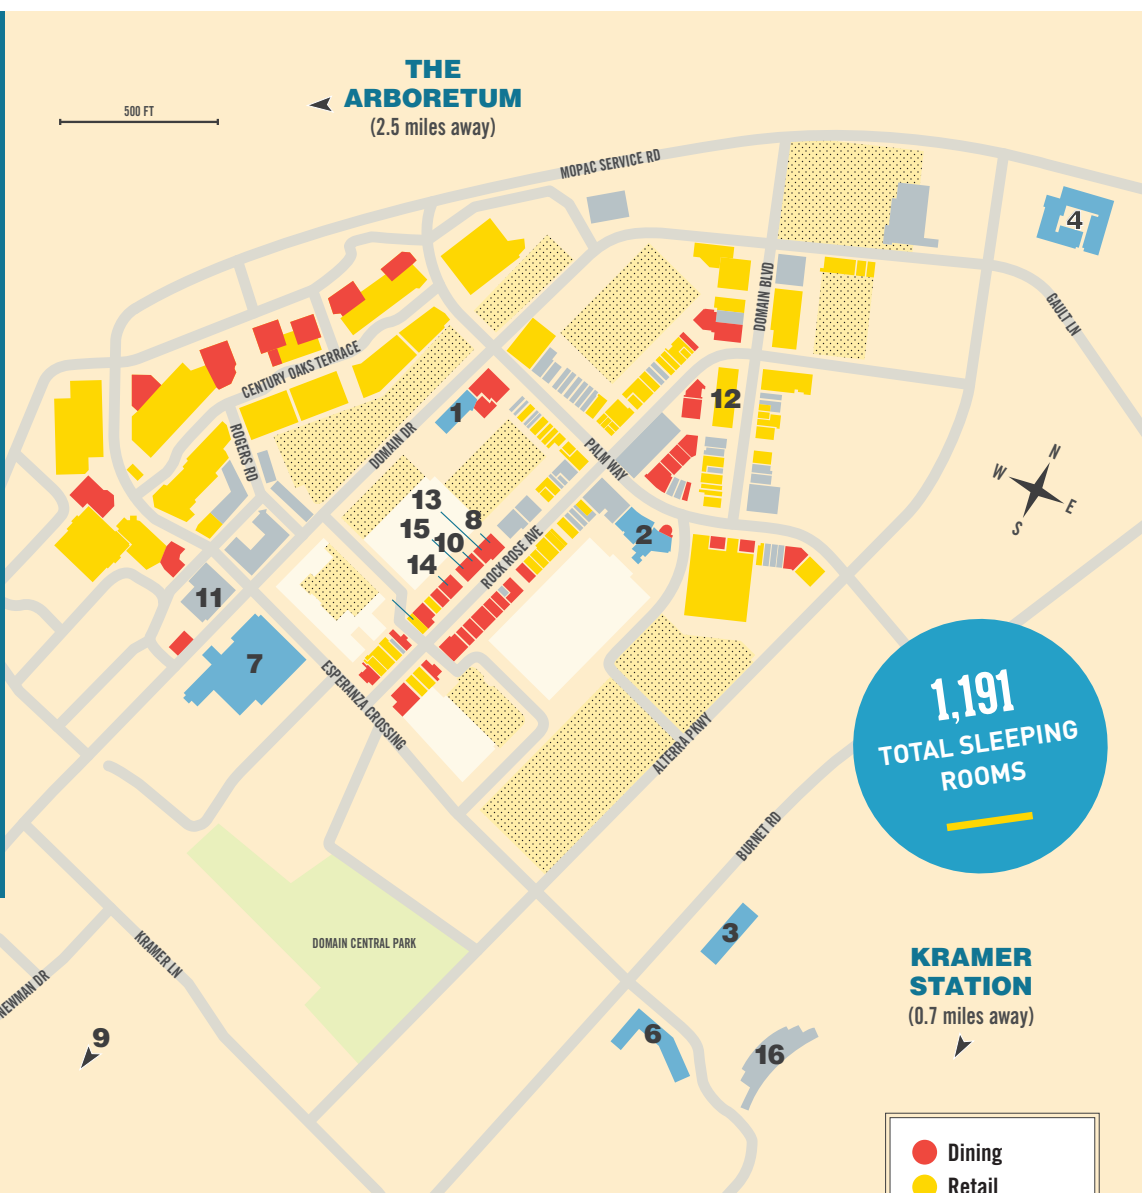 THE
ARBORETUM
(2.5 miles away)
500 FT
MOPAC SERVICE RD
4
DOMAIN BLVD
GAULT LN
CENTURY OAKS TERRACE
12
1
ROGERS RD
DOMAIN DR
PALM WAY
N
W
E
S
13
8
15
10
14
2
ROCK ROSE AVE
11
7
ESPERANZA CROSSING
1,191
TOTAL SLEEPING
ROOMS
ALTERRA PKWY
BURNET RD
3
DOMAIN CENTRAL PARK
KRAMER LN
NEWMAN DR
KRAMER
STATION
(0.7 miles away)
9
6
16
Dining
Retail